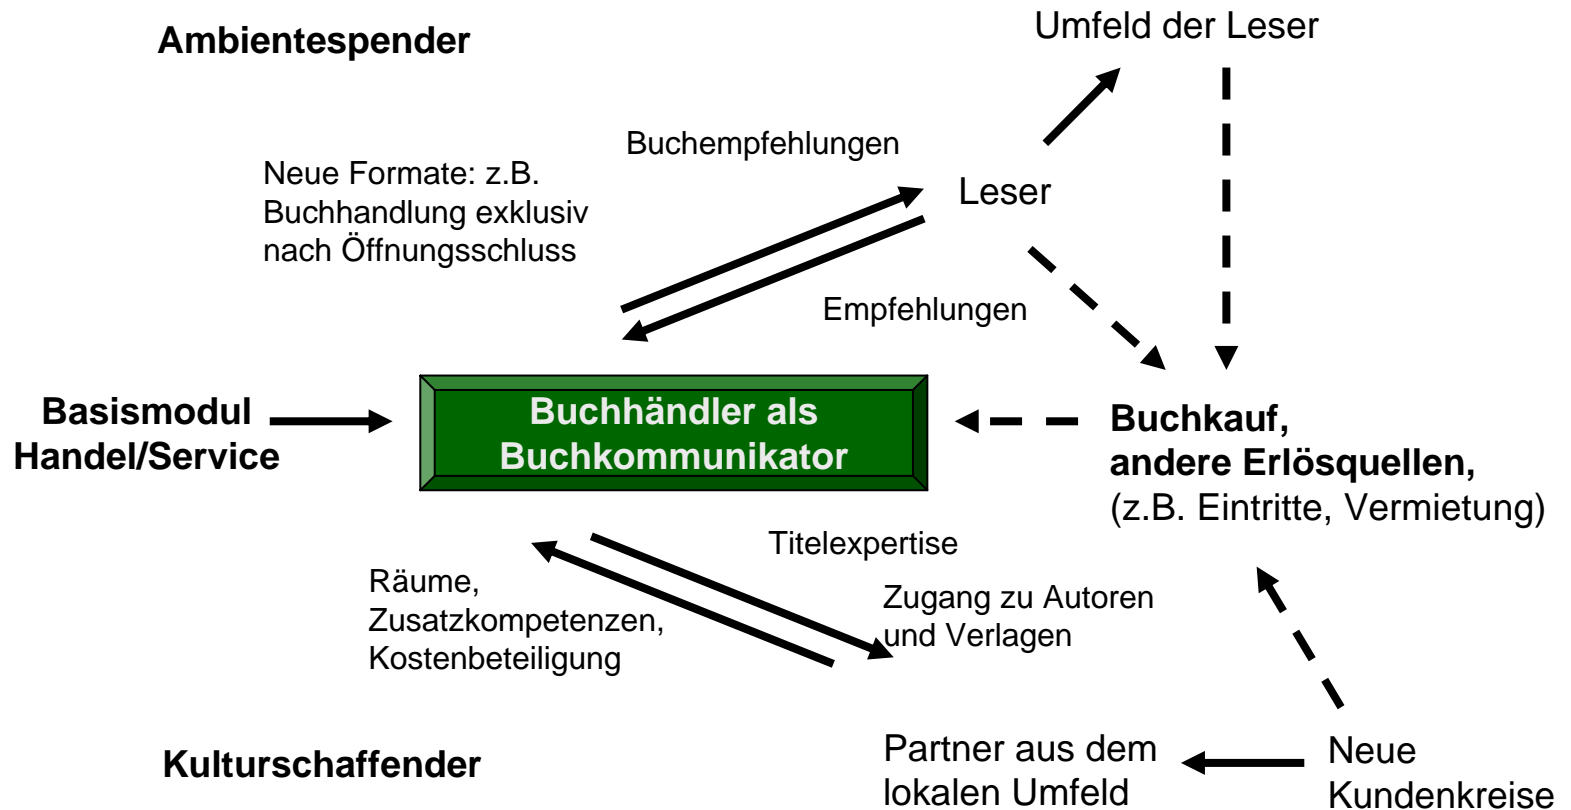 Ambientespender
Umfeld der Leser
Buchempfehlungen
Neue Formate: z.B.
Buchhandlung exklusiv
nach Öffnungsschluss
Leser
Empfehlungen
Basismodul
Handel/Service
Buchhändler als
Buchkommunikator
Buchkauf,
andere Erlösquellen,
(z.B. Eintritte, Vermietung)
Titelexpertise
Räume,
Zusatzkompetenzen,
Kostenbeteiligung
Zugang zu Autoren
und Verlagen
Kulturschaffender
Partner aus dem
lokalen Umfeld
Neue
Kundenkreise